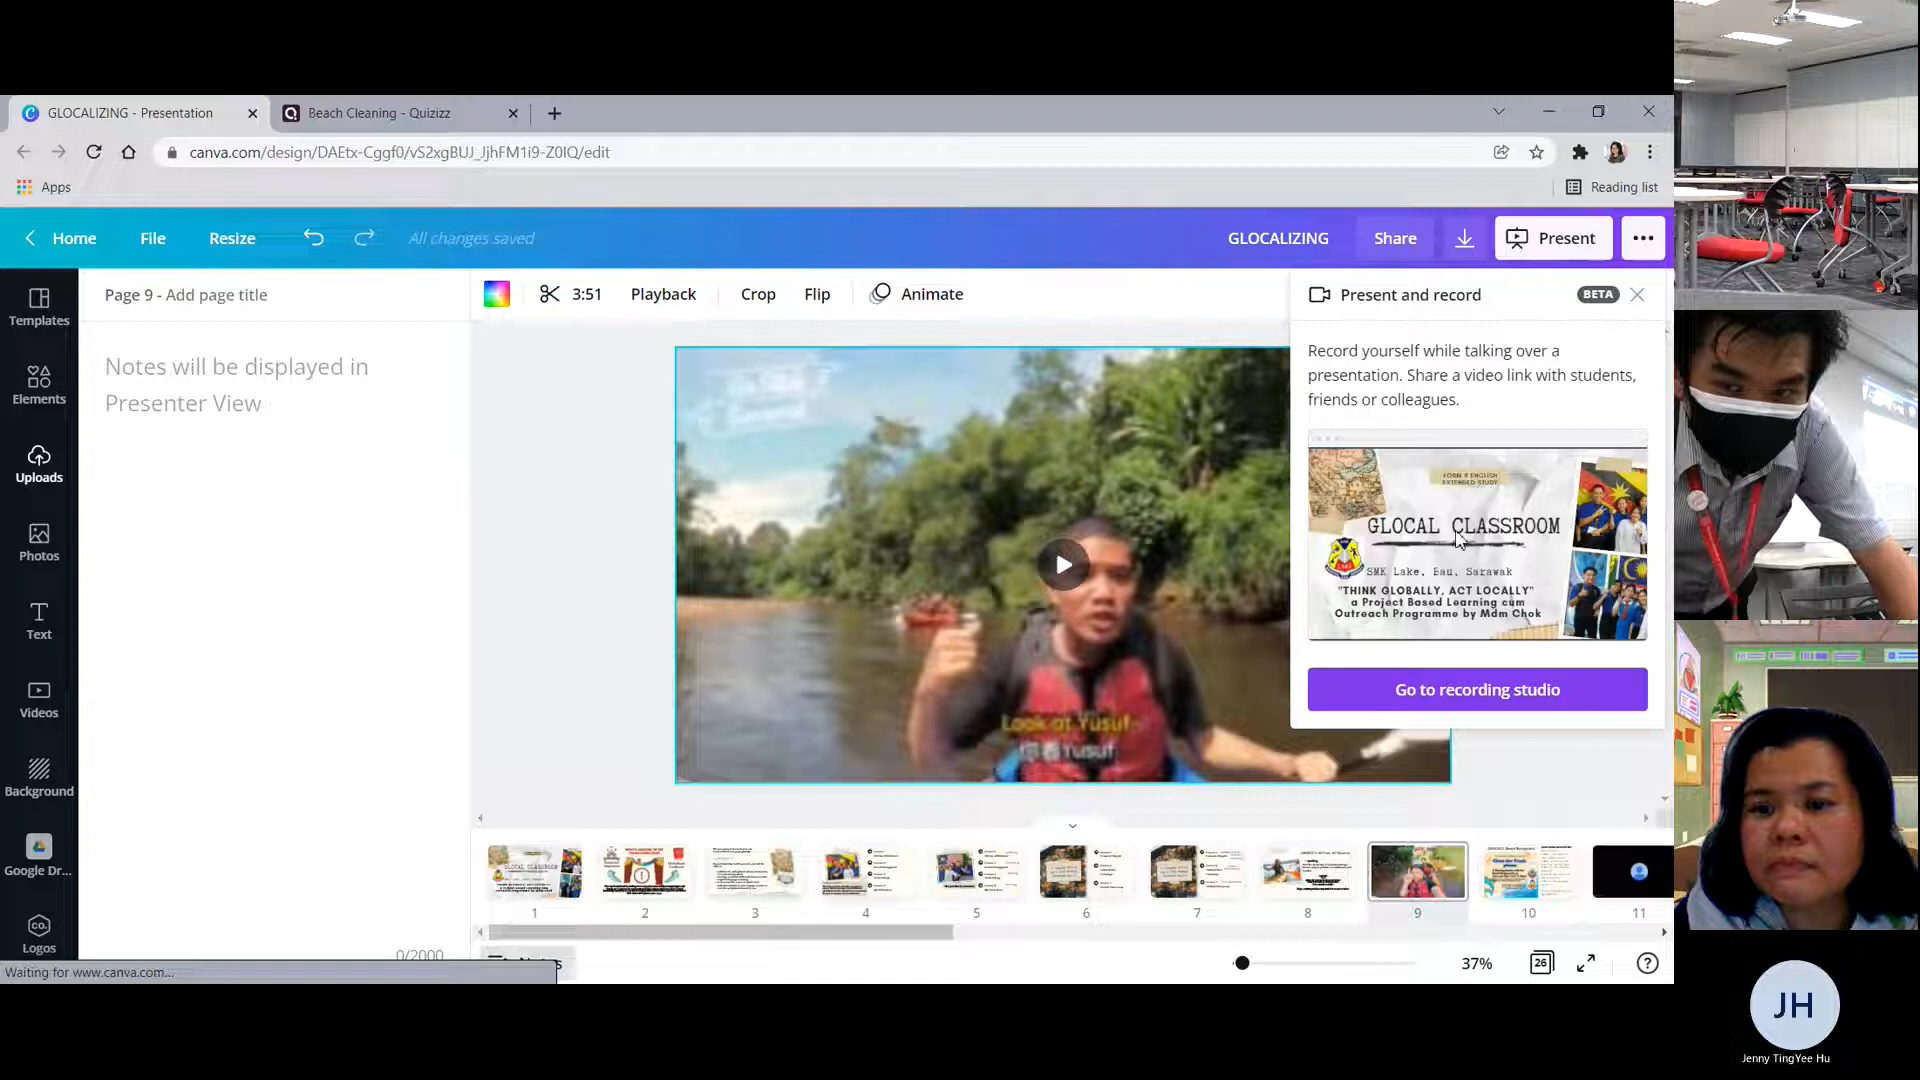 GLOCALIZING - Presentation
Beach Cleaning - Quizizz
canva.com/design/DAEtx-Cggf0/vS2xgBUJ_JjhFM1i9-Z0IQ/edit
Apps
Reading list
Home
File
Resize
All changes saved
GLOCALIZING
Share
Present
Page 9 - Add page title
3:51
Playback
Crop
Flip
Animate
Present and record
BETA
Templates
Elements
Uploads
Photos
Text
Videos
Background
Google Dr...
Logos
Notes will be displayed in
Presenter View
Record yourself while talking over a
presentation. Share a video link with students,
friends or colleagues.
EXTENDED STUDY
GLOCAL CLASSROOM
SMK Lake, Bau, Sarawak
"THINK GLOBALLY, ACT LOCALLY"
a Project Based Learning cum
Outreach Programme by Mdm Chok
Go to recording studio
Look at Yusuf
Yusuf
1
2
3
4
5
6
7
8
9
10
11
0/2000
Waiting for www.canva.com...
37%
26
JH
Jenny TingYee Hu